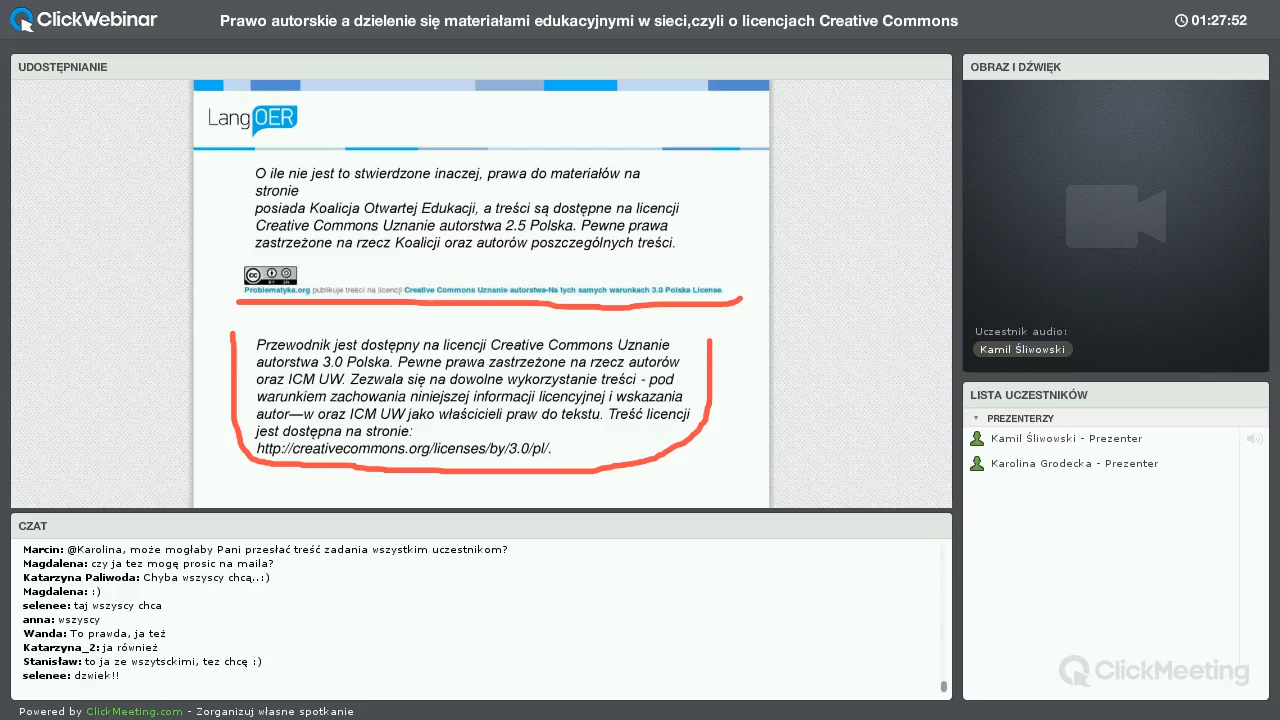 ClickWebinar
Prawo autorskie a dzielenie się materiałami edukacyjnymi w sieci,czyli o licencjach Creative Commons
01:27:52
UDOSTĘPNIANIE
LangOER
O ile nie jest to stwierdzone inaczej, prawa do materiałów na
stronie
posiada Koalicja Otwartej Edukacji, a treści są dostępne na licencji
Creative Commons Uznanie autorstwa 2.5 Polska. Pewne prawa
zastrzeżone na rzecz Koalicji oraz autorów poszczególnych treści.
cc
BY SA
Problematyka.org publikuje treści na licencji Creative Commons Uznanie autorstwa-Na tych samych warunkach 3.0 Polska License
Przewodnik jest dostępny na licencji Creative Commons Uznanie
autorstwa 3.0 Polska. Pewne prawa zastrzeżone na rzecz autorów
oraz ICM UW. Zezwala się na dowolne wykorzystanie treści - pod
warunkiem zachowania niniejszej informacji licencyjnej i wskazania
autor—w oraz ICM UW jako właścicieli praw do tekstu. Treść licencji
jest dostępna na stronie:
http://creativecommons.org/licenses/by/3.0/pl/.
OBRAZ I DŹWIĘK
Uczestnik audio:
Kamil Śliwowski
LISTA UCZESTNIKÓW
PREZENTERZY
Kamil Śliwowski - Prezenter
Karolina Grodecka - Prezenter
ClickMeeting
CZAT
Marcin: @Karolina, może mogłaby Pani przesłać treść zadania wszystkim uczestnikom?
Magdalena: czy ja tez mogę prosic na maila?
Katarzyna Paliwoda: Chyba wszyscy chcą..:)
Magdalena: :)
selenee: taj wszyscy chca
anna: wszyscy
Wanda: To prawda, ja też
Katarzyna_2: ja również
Stanisław: to ja ze wszytsckimi, tez chcę :)
selenee: dzwiek!!
Powered by ClickMeeting.com - Zorganizuj własne spotkanie